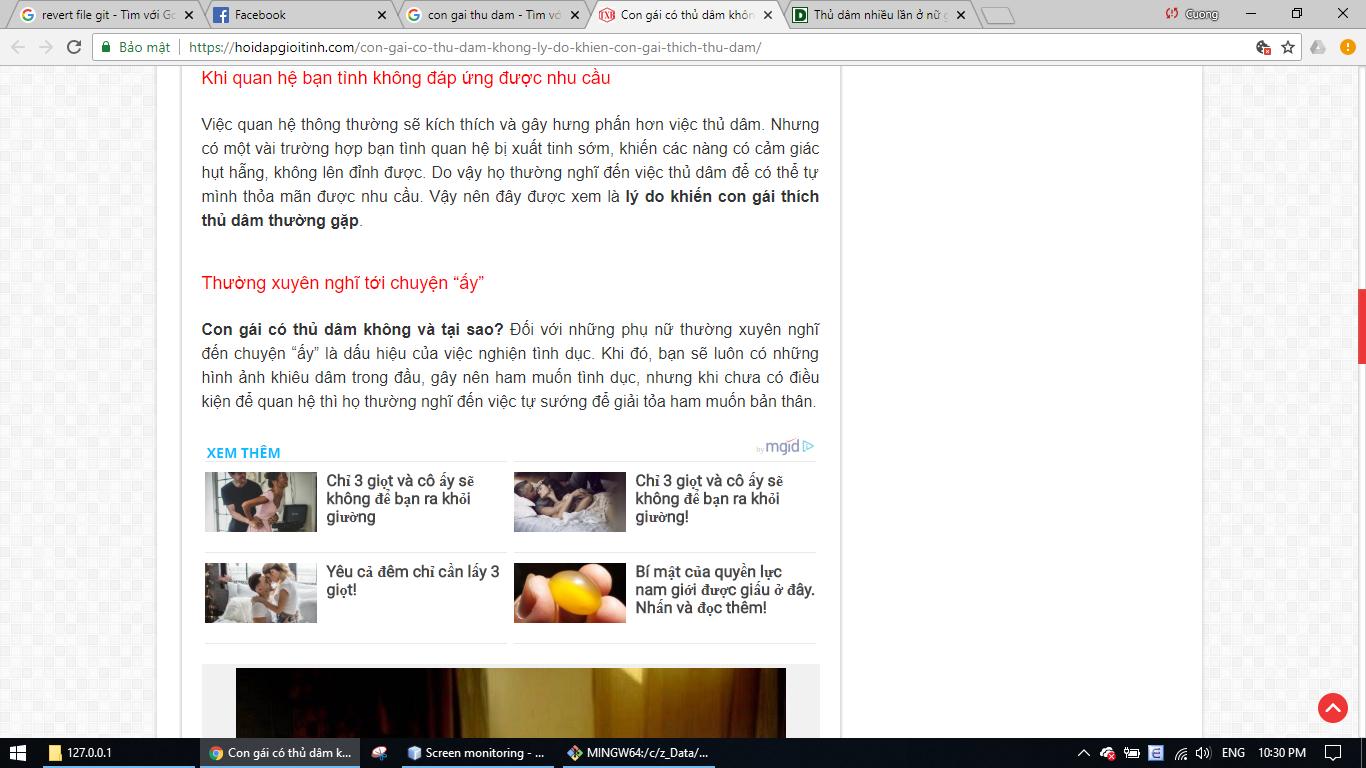 revert file git - Tìm với Go
Facebook
con gai thu dam - Tìm vớ
Con gái có thủ dâm khôn
Thủ dâm nhiều lần ở nữ g
Cuong
Bảo mật
https://hoidapgioitinh.com/con-gai-co-thu-dam-khong-ly-do-khien-con-gai-thich-thu-dam/
Khi quan hệ bạn tình không đáp ứng được nhu cầu
Việc quan hệ thông thường sẽ kích thích và gây hưng phấn hơn việc thủ dâm. Nhưng
có một vài trường hợp bạn tình quan hệ bị xuất tinh sớm, khiến các nàng có cảm giác
hụt hẫng, không lên đỉnh được. Do vậy họ thường nghĩ đến việc thủ dâm để có thể tự
mình thỏa mãn được nhu cầu. Vậy nên đây được xem là lý do khiến con gái thích
thủ dâm thường gặp.
Thường xuyên nghĩ tới chuyện “ấy”
Con gái có thủ dâm không và tại sao? Đối với những phụ nữ thường xuyên nghĩ
đến chuyện “ấy” là dấu hiệu của việc nghiện tình dục. Khi đó, bạn sẽ luôn có những
hình ảnh khiêu dâm trong đầu, gây nên ham muốn tình dục, nhưng khi chưa có điều
kiện để quan hệ thì họ thường nghĩ đến việc tự sướng để giải tỏa ham muốn bản thân.
XEM THÊM
by mgid
Chỉ 3 giọt và cô ấy sẽ
không để bạn ra khỏi
giường
Chỉ 3 giọt và cô ấy sẽ
không để bạn ra khỏi
giường!
Yêu cả đêm chỉ cần lấy 3
giọt!
Bí mật của quyền lực
nam giới được giấu ở đây.
Nhấn và đọc thêm!
127.0.0.1
Con gái có thủ dâm k...
Screen monitoring - ...
MINGW64:/c/z_Data/...
ENG
10:30 PM